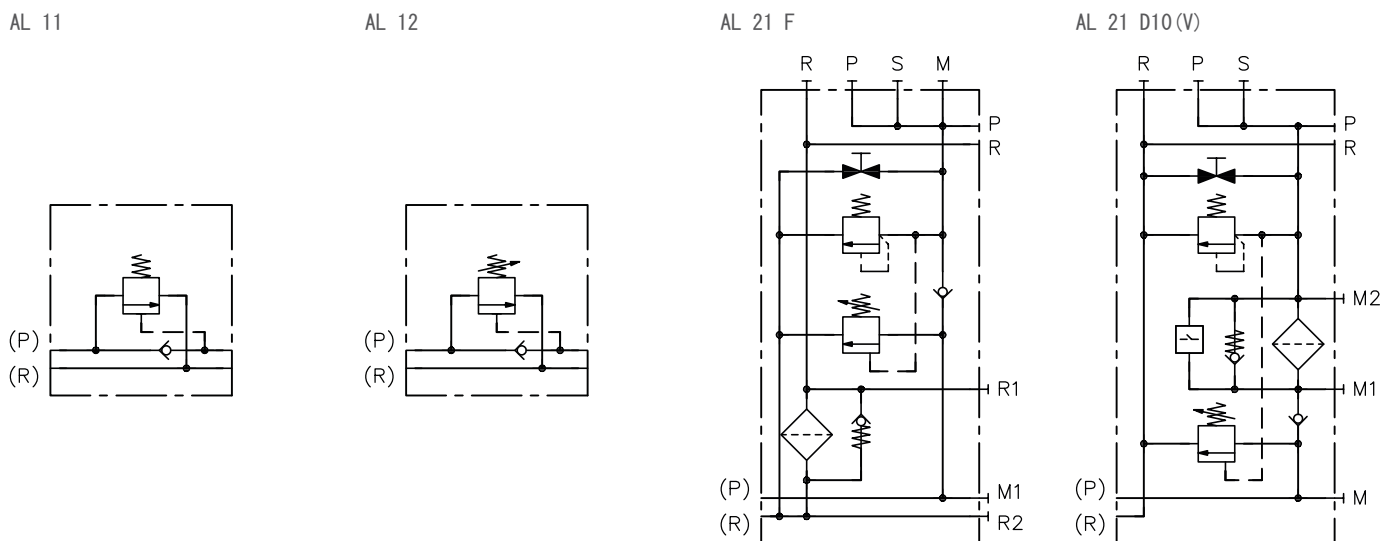 AL 11
AL 12
AL 21 F
AL 21 D10(V)
R P S M
R P S
P
R
P
R
M2
(P)
(R)
(P)
(R)
R1
M1
(P)
(R)
M1
R2
(P)
(R)
M